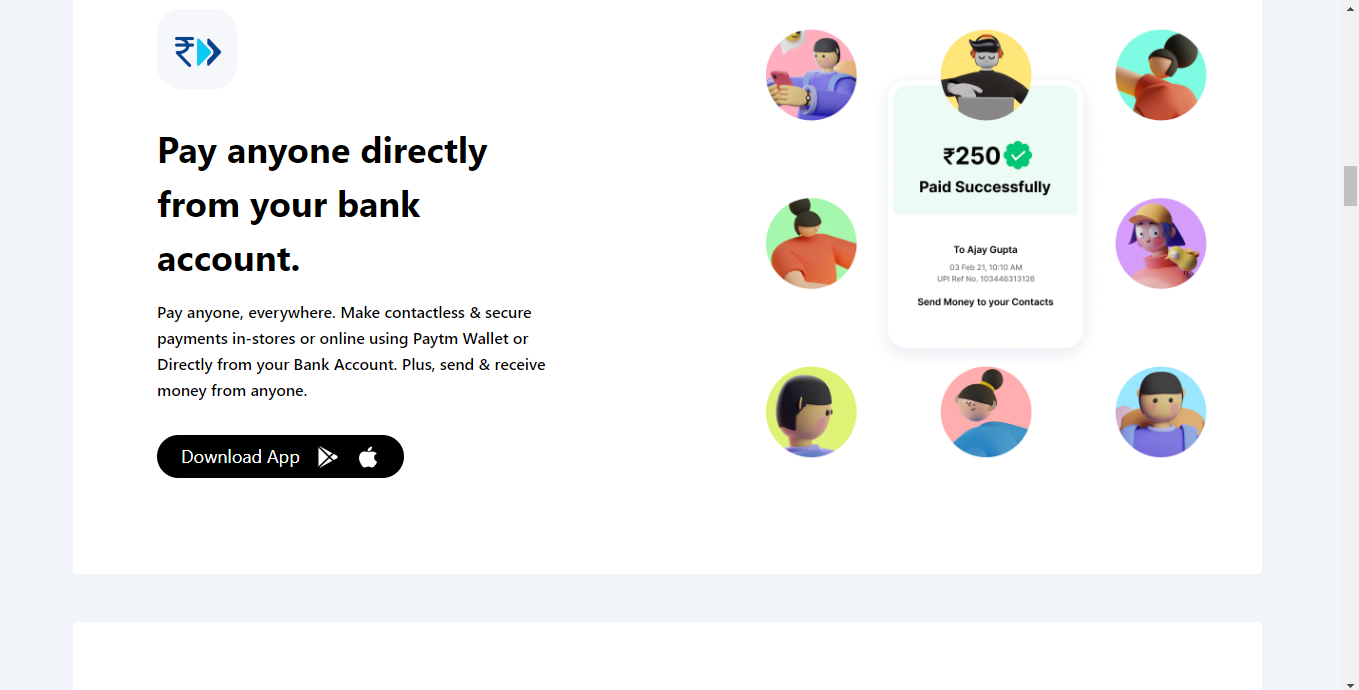 Pay anyone directly
from your bank
account.
Pay anyone, everywhere. Make contactless & secure
payments in-stores or online using Paytm Wallet or
Directly from your Bank Account. Plus, send & receive
money from anyone.
Download App
₹250
Paid Successfully
To Ajay Gupta
03 Feb 21, 10:10 AM
UPI Ref No. 103446313126
Send Money to your Contacts